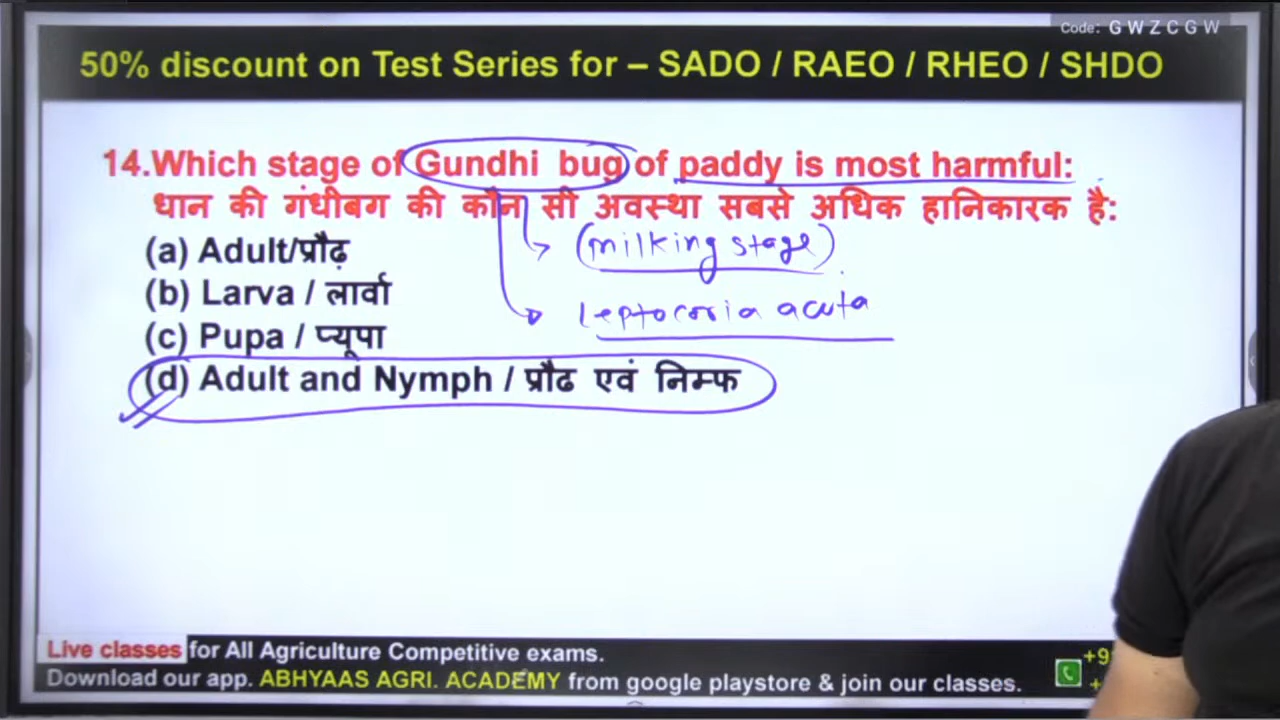 Code: G W Z C G W
50% discount on Test Series for – SADO / RAEO / RHEO / SHDO
14.Which stage of Gundhi bug of paddy is most harmful:
धान की गंधीबग की कौन सी अवस्था सबसे अधिक हानिकारक है:
(a) Adult/प्रौढ़
(milking stage)
(b) Larva / लार्वा
leptocoria acuta
(c) Pupa / प्यूपा
(d) Adult and Nymph / प्रौढ एवं निम्फ
Live classes for All Agriculture Competitive exams.
Download our app. ABHYAAS AGRI. ACADEMY from google playstore & join our classes.
+9
+